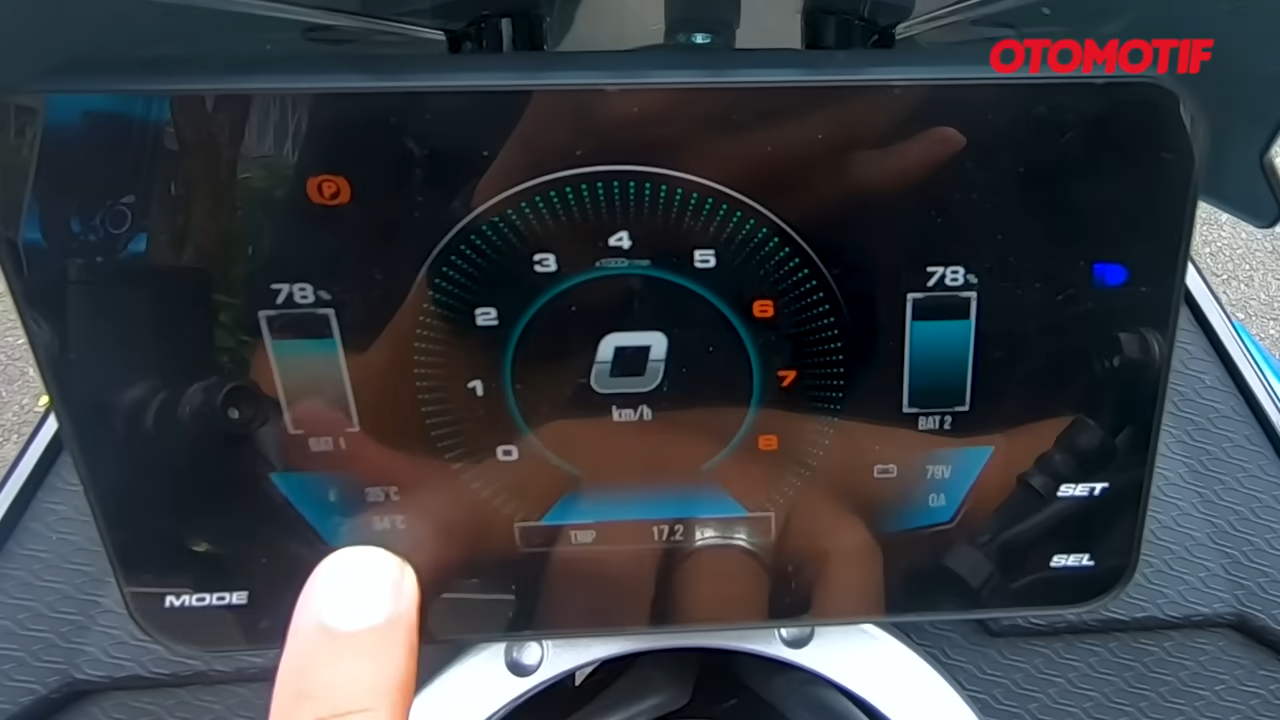 OTOMOTIF
P
78%
BAT 1
35°C
34°C
0
1
2
3
4
5
6
7
8
0
km/h
TRIP 17.2
78%
BAT 2
79V
0A
MODE
SET
SEL